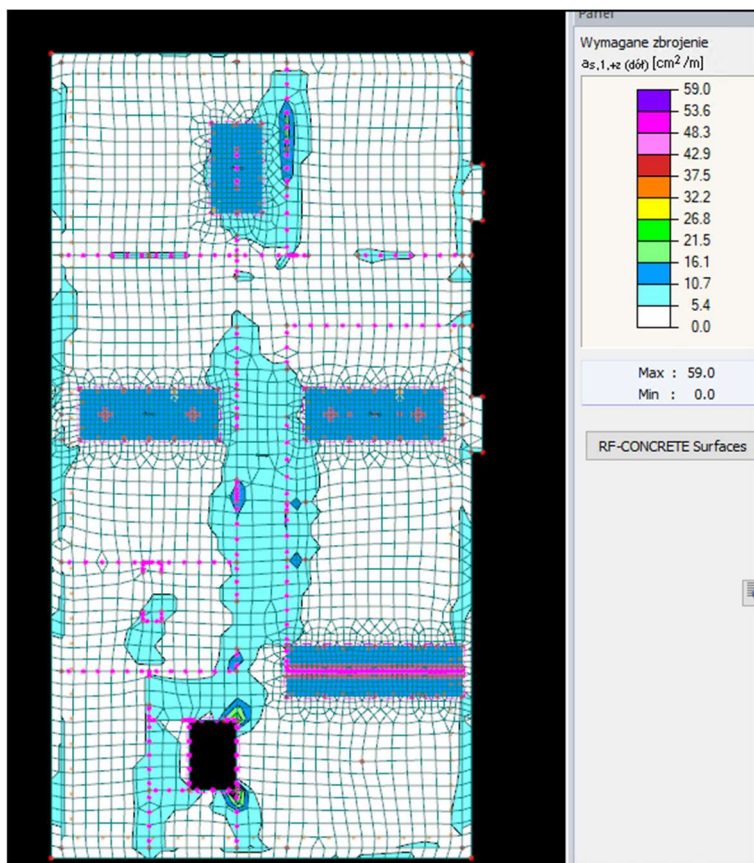 Panel
Wymagane zbrojenie
as,1,+z (dół) [cm²/m]
59.0
53.6
48.3
42.9
37.5
32.2
26.8
21.5
16.1
10.7
5.4
0.0
Max : 59.0
Min : 0.0
RF-CONCRETE Surfaces